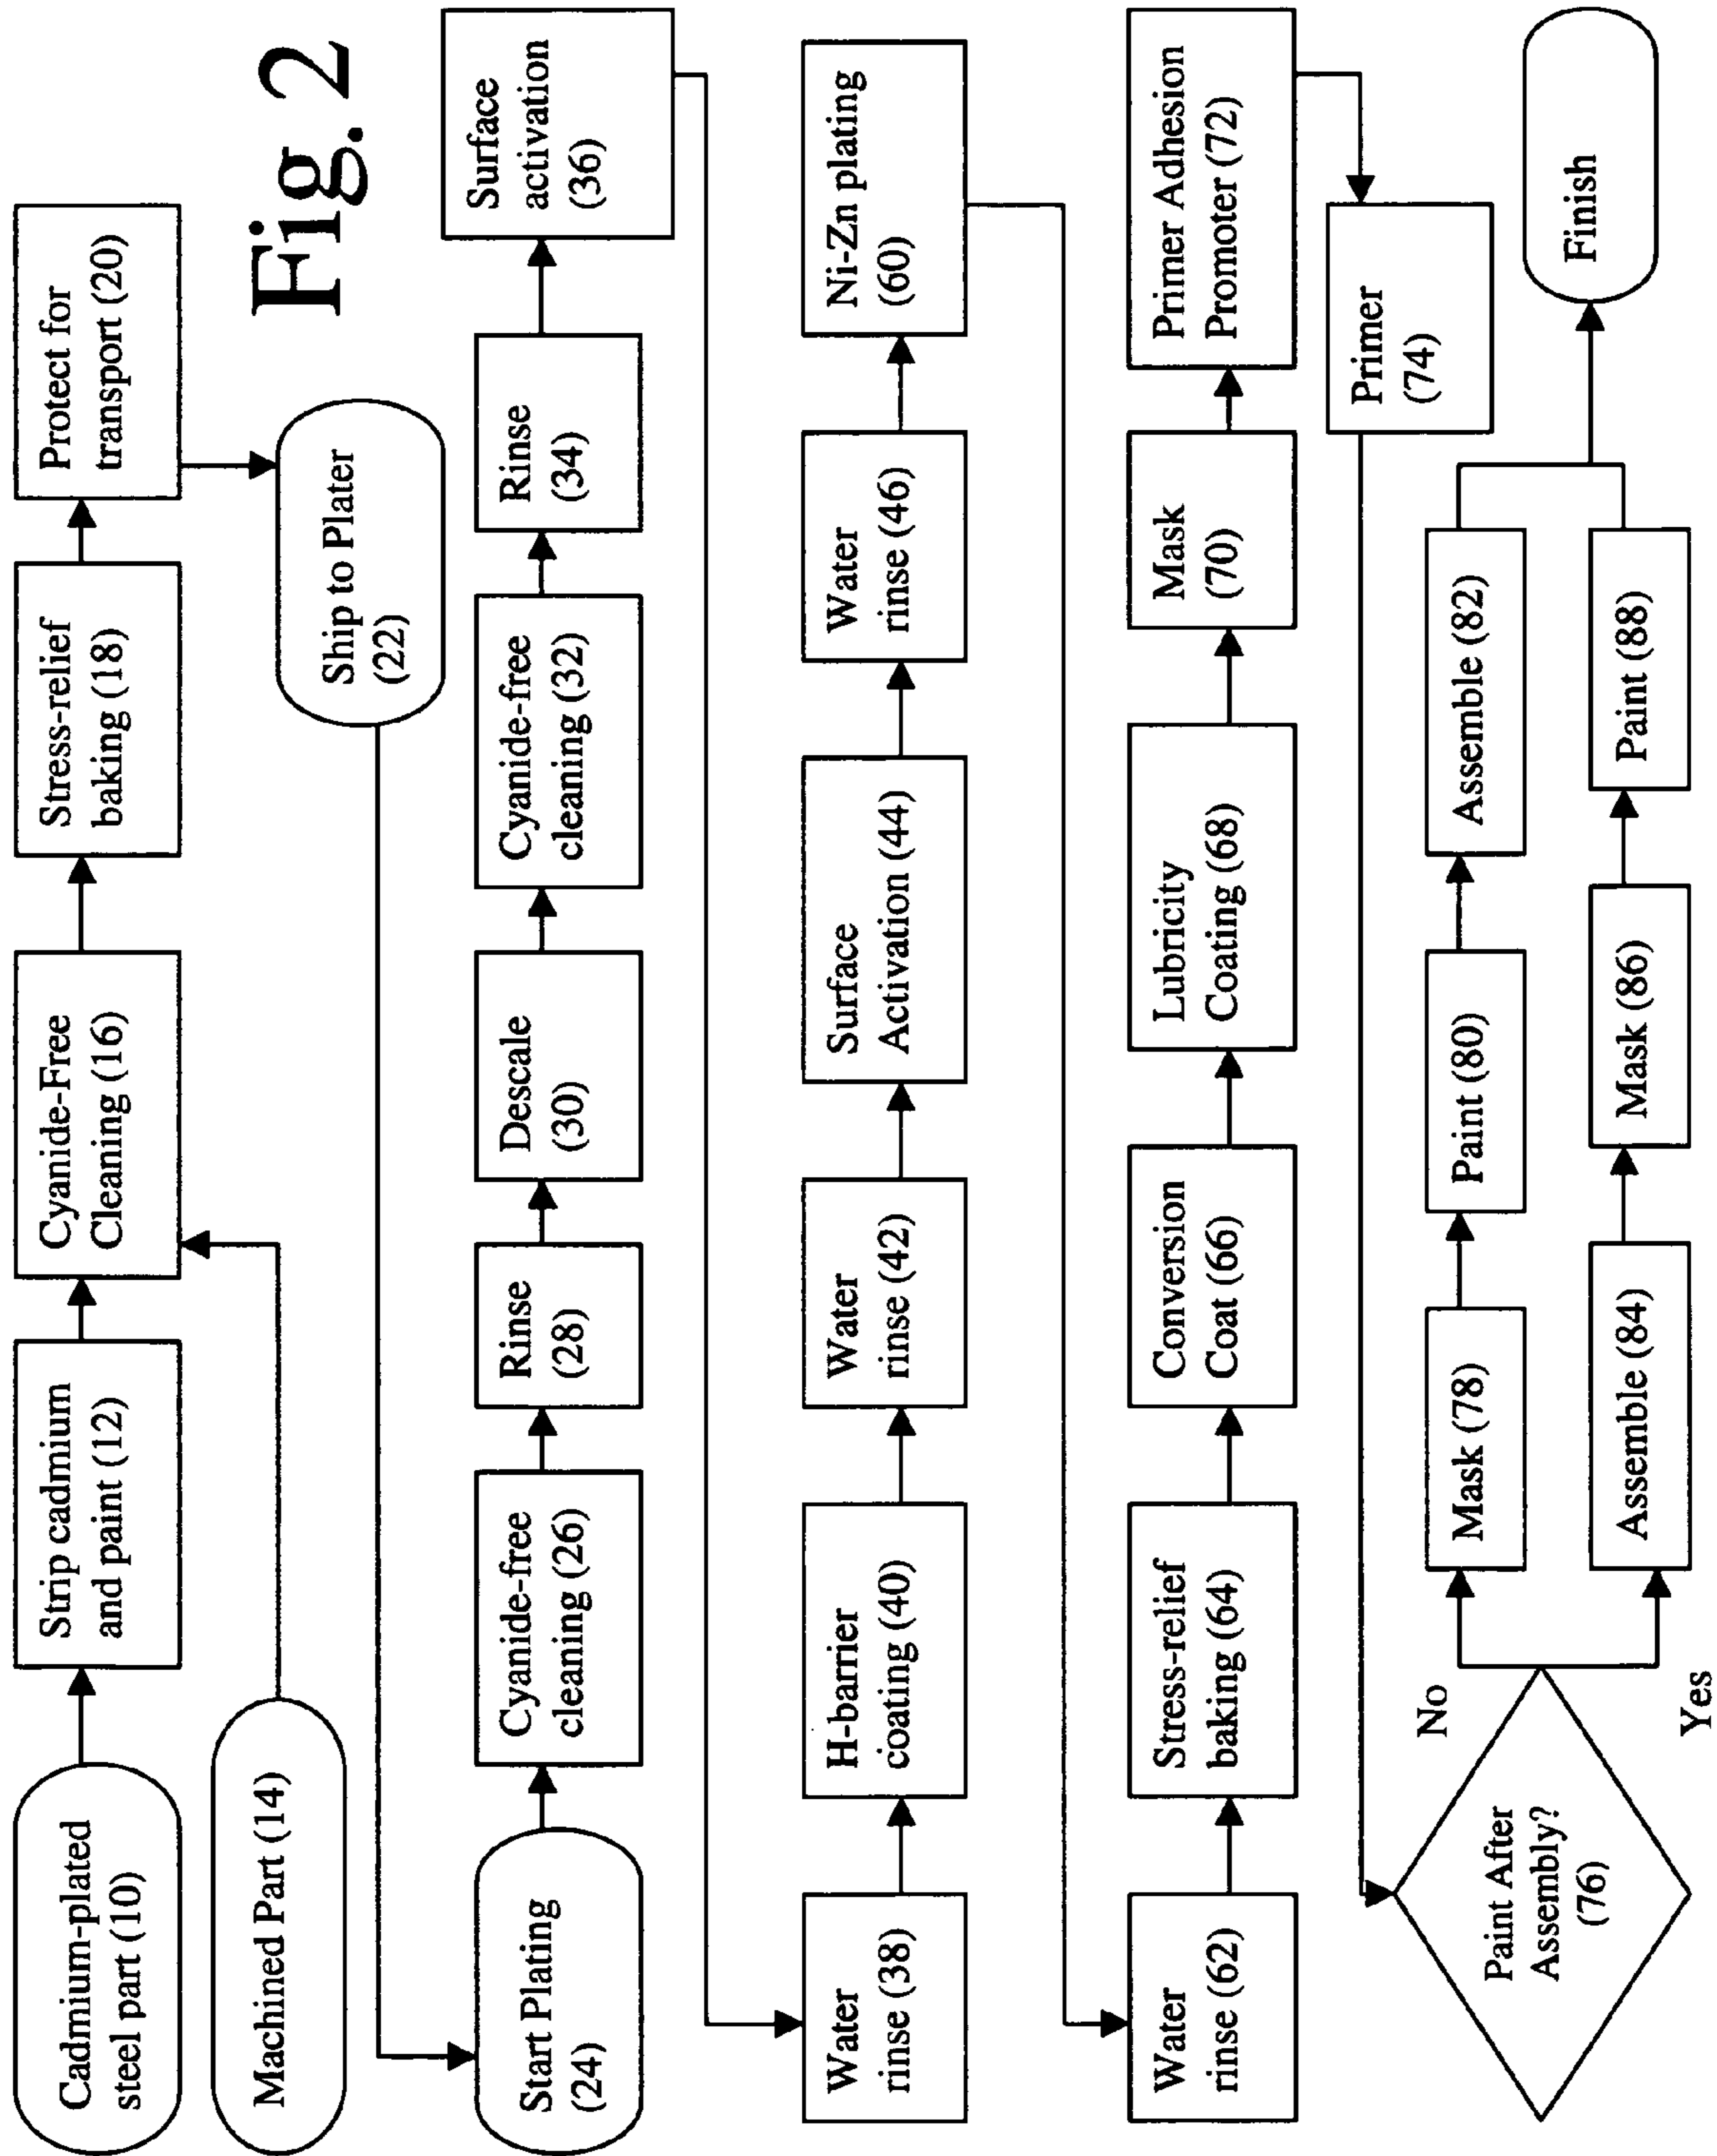 Fig. 2
Cadmium-plated
steel part (10)
Strip cadmium
and paint (12)
Cyanide-Free
Cleaning (16)
Stress-relief
baking (18)
Protect for
transport (20)
Machined Part (14)
Ship to Plater
(22)
Start Plating
(24)
Cyanide-free
cleaning (26)
Rinse
(28)
Descale
(30)
Cyanide-free
cleaning (32)
Rinse
(34)
Surface
activation
(36)
Water
rinse (38)
H-barrier
coating (40)
Water
rinse (42)
Surface
Activation (44)
Water
rinse (46)
Ni-Zn plating
(60)
Water
rinse (62)
Stress-relief
baking (64)
Conversion
Coat (66)
Lubricity
Coating (68)
Mask
(70)
Primer Adhesion
Promoter (72)
Primer
(74)
Paint After
Assembly?
(76)
No
Mask (78)
Paint (80)
Assemble (82)
Yes
Assemble (84)
Mask (86)
Paint (88)
Finish